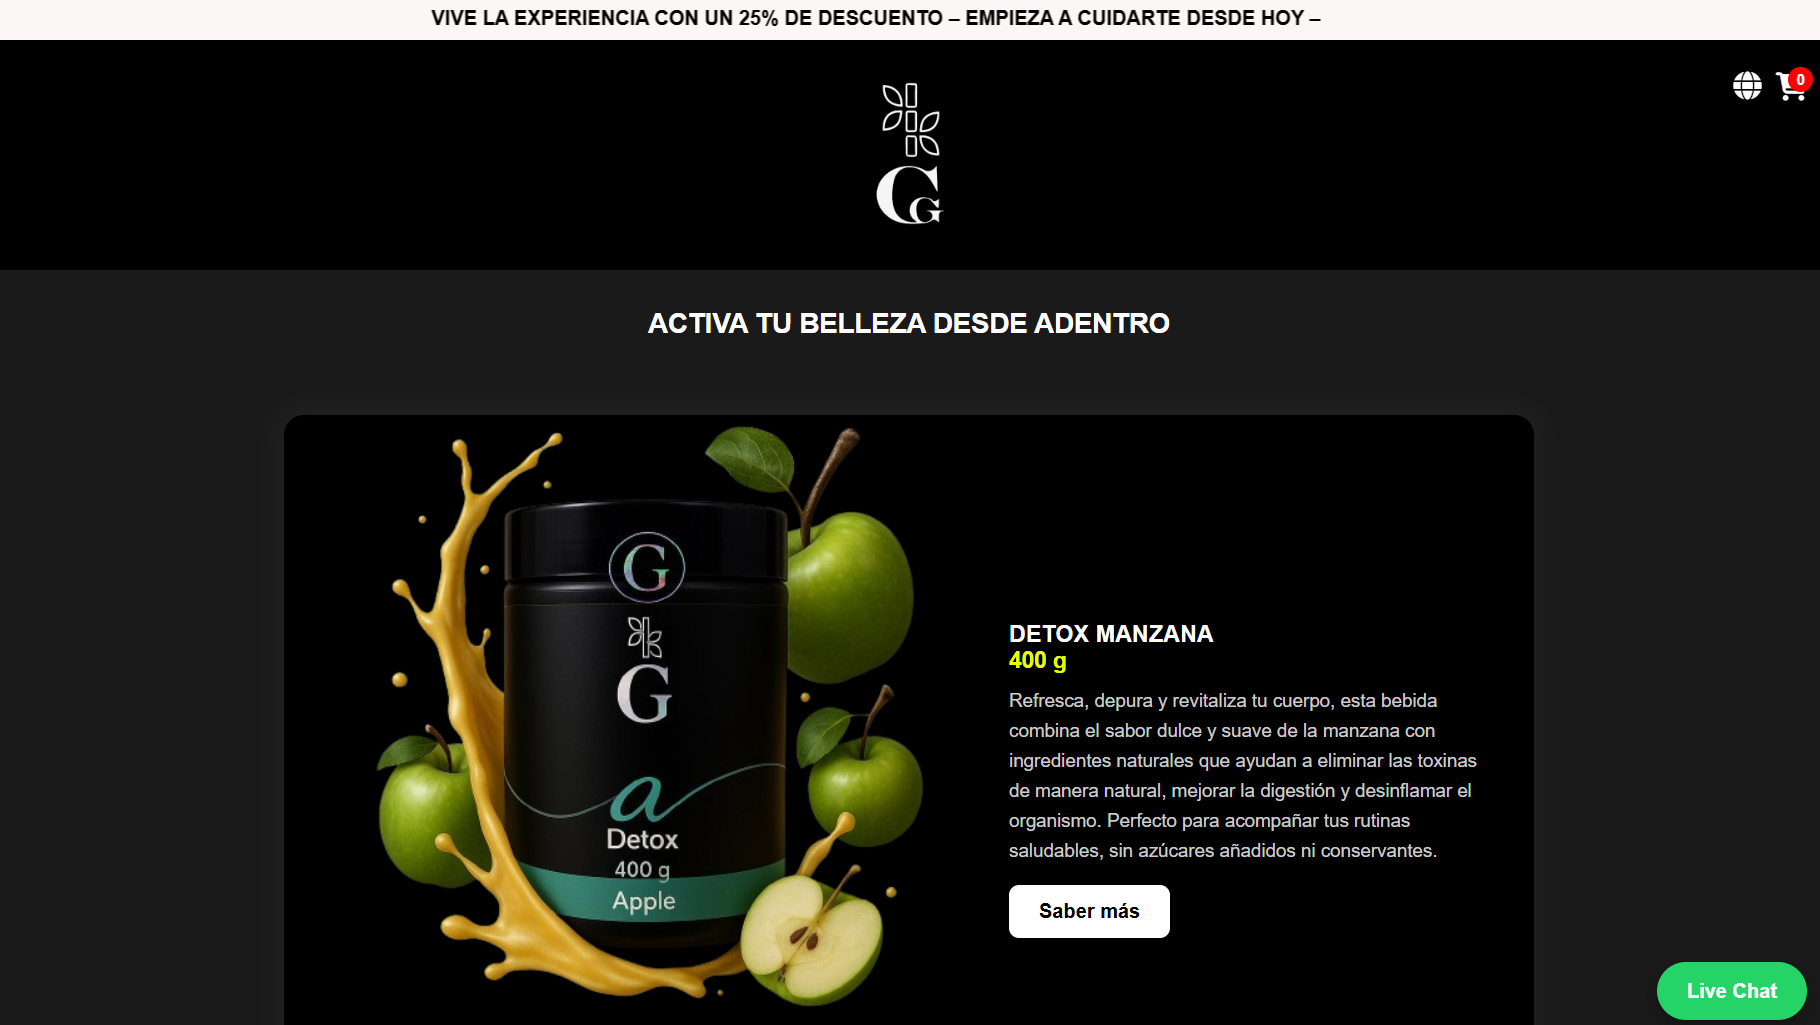 VIVE LA EXPERIENCIA CON UN 25% DE DESCUENTO – EMPIEZA A CUIDARTE DESDE HOY –
0
G
G
ACTIVA TU BELLEZA DESDE ADENTRO
G
G
a
Detox
400 g
Apple
DETOX MANZANA
400 g
Refresca, depura y revitaliza tu cuerpo, esta bebida
combina el sabor dulce y suave de la manzana con
ingredientes naturales que ayudan a eliminar las toxinas
de manera natural, mejorar la digestión y desinflamar el
organismo. Perfecto para acompañar tus rutinas
saludables, sin azúcares añadidos ni conservantes.
Saber más
Live Chat